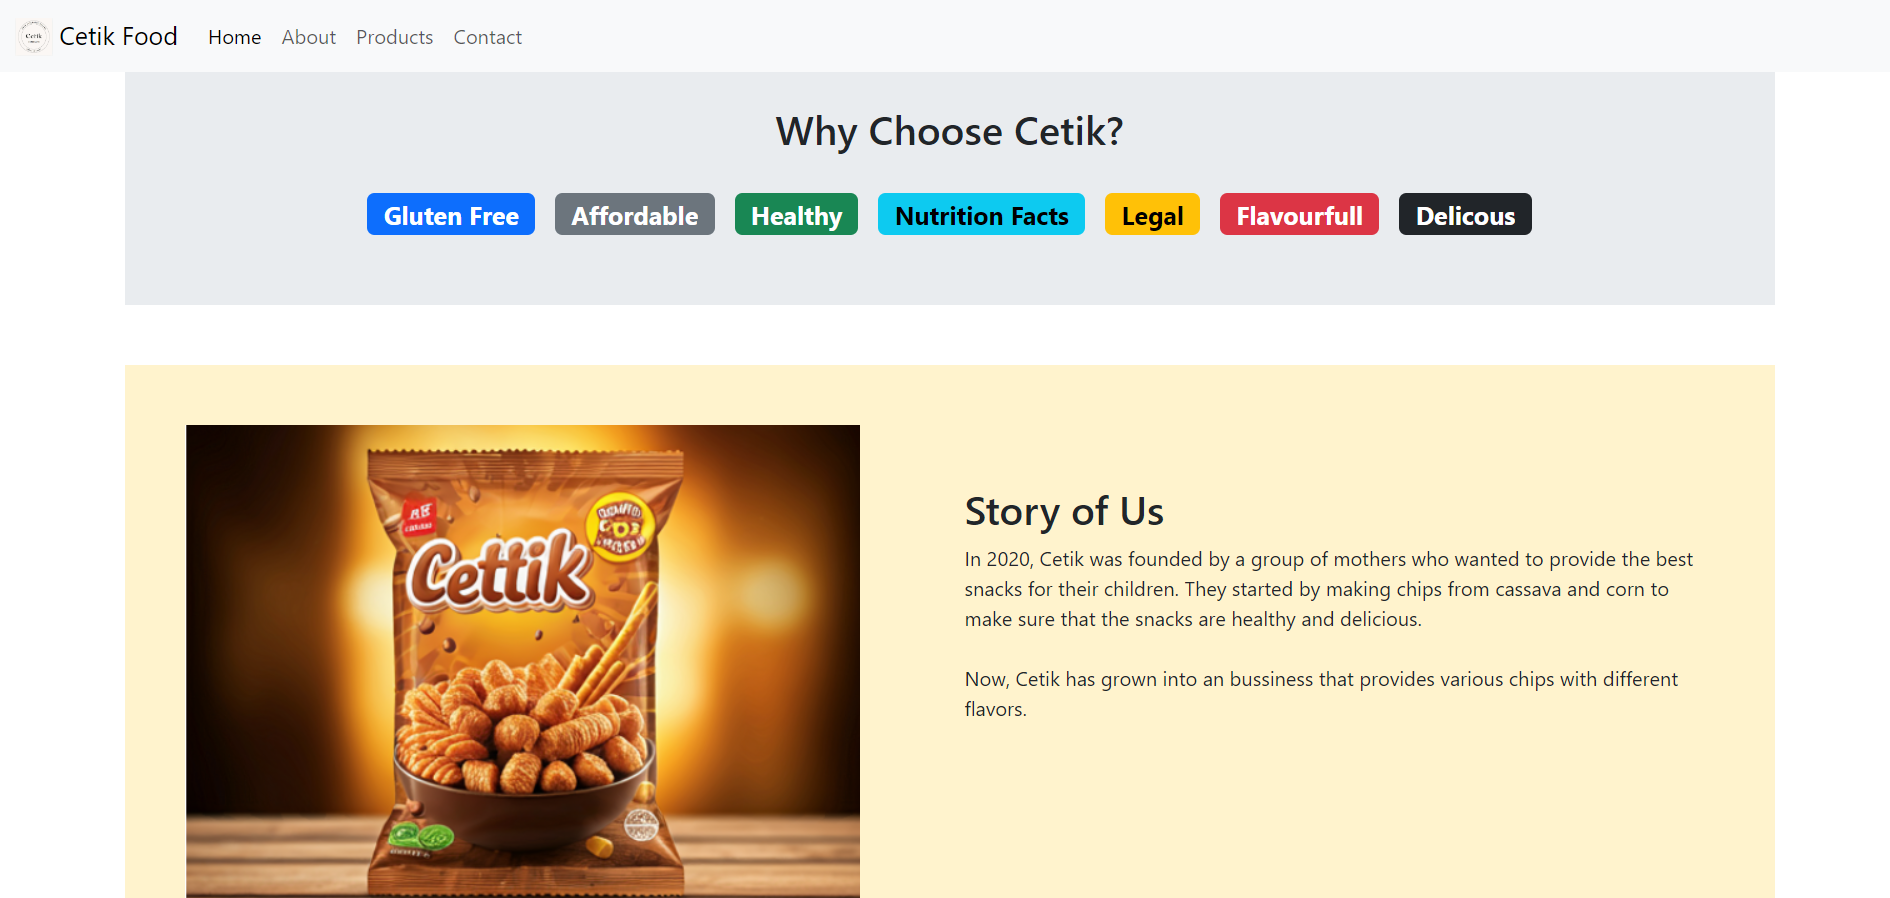 Cetik
Cetik Food
Home About Products Contact
Why Choose Cetik?
Gluten Free Affordable Healthy Nutrition Facts Legal Flavourfull Delicous
Cettik
Story of Us
In 2020, Cetik was founded by a group of mothers who wanted to provide the best
snacks for their children. They started by making chips from cassava and corn to
make sure that the snacks are healthy and delicious.
Now, Cetik has grown into an bussiness that provides various chips with different
flavors.